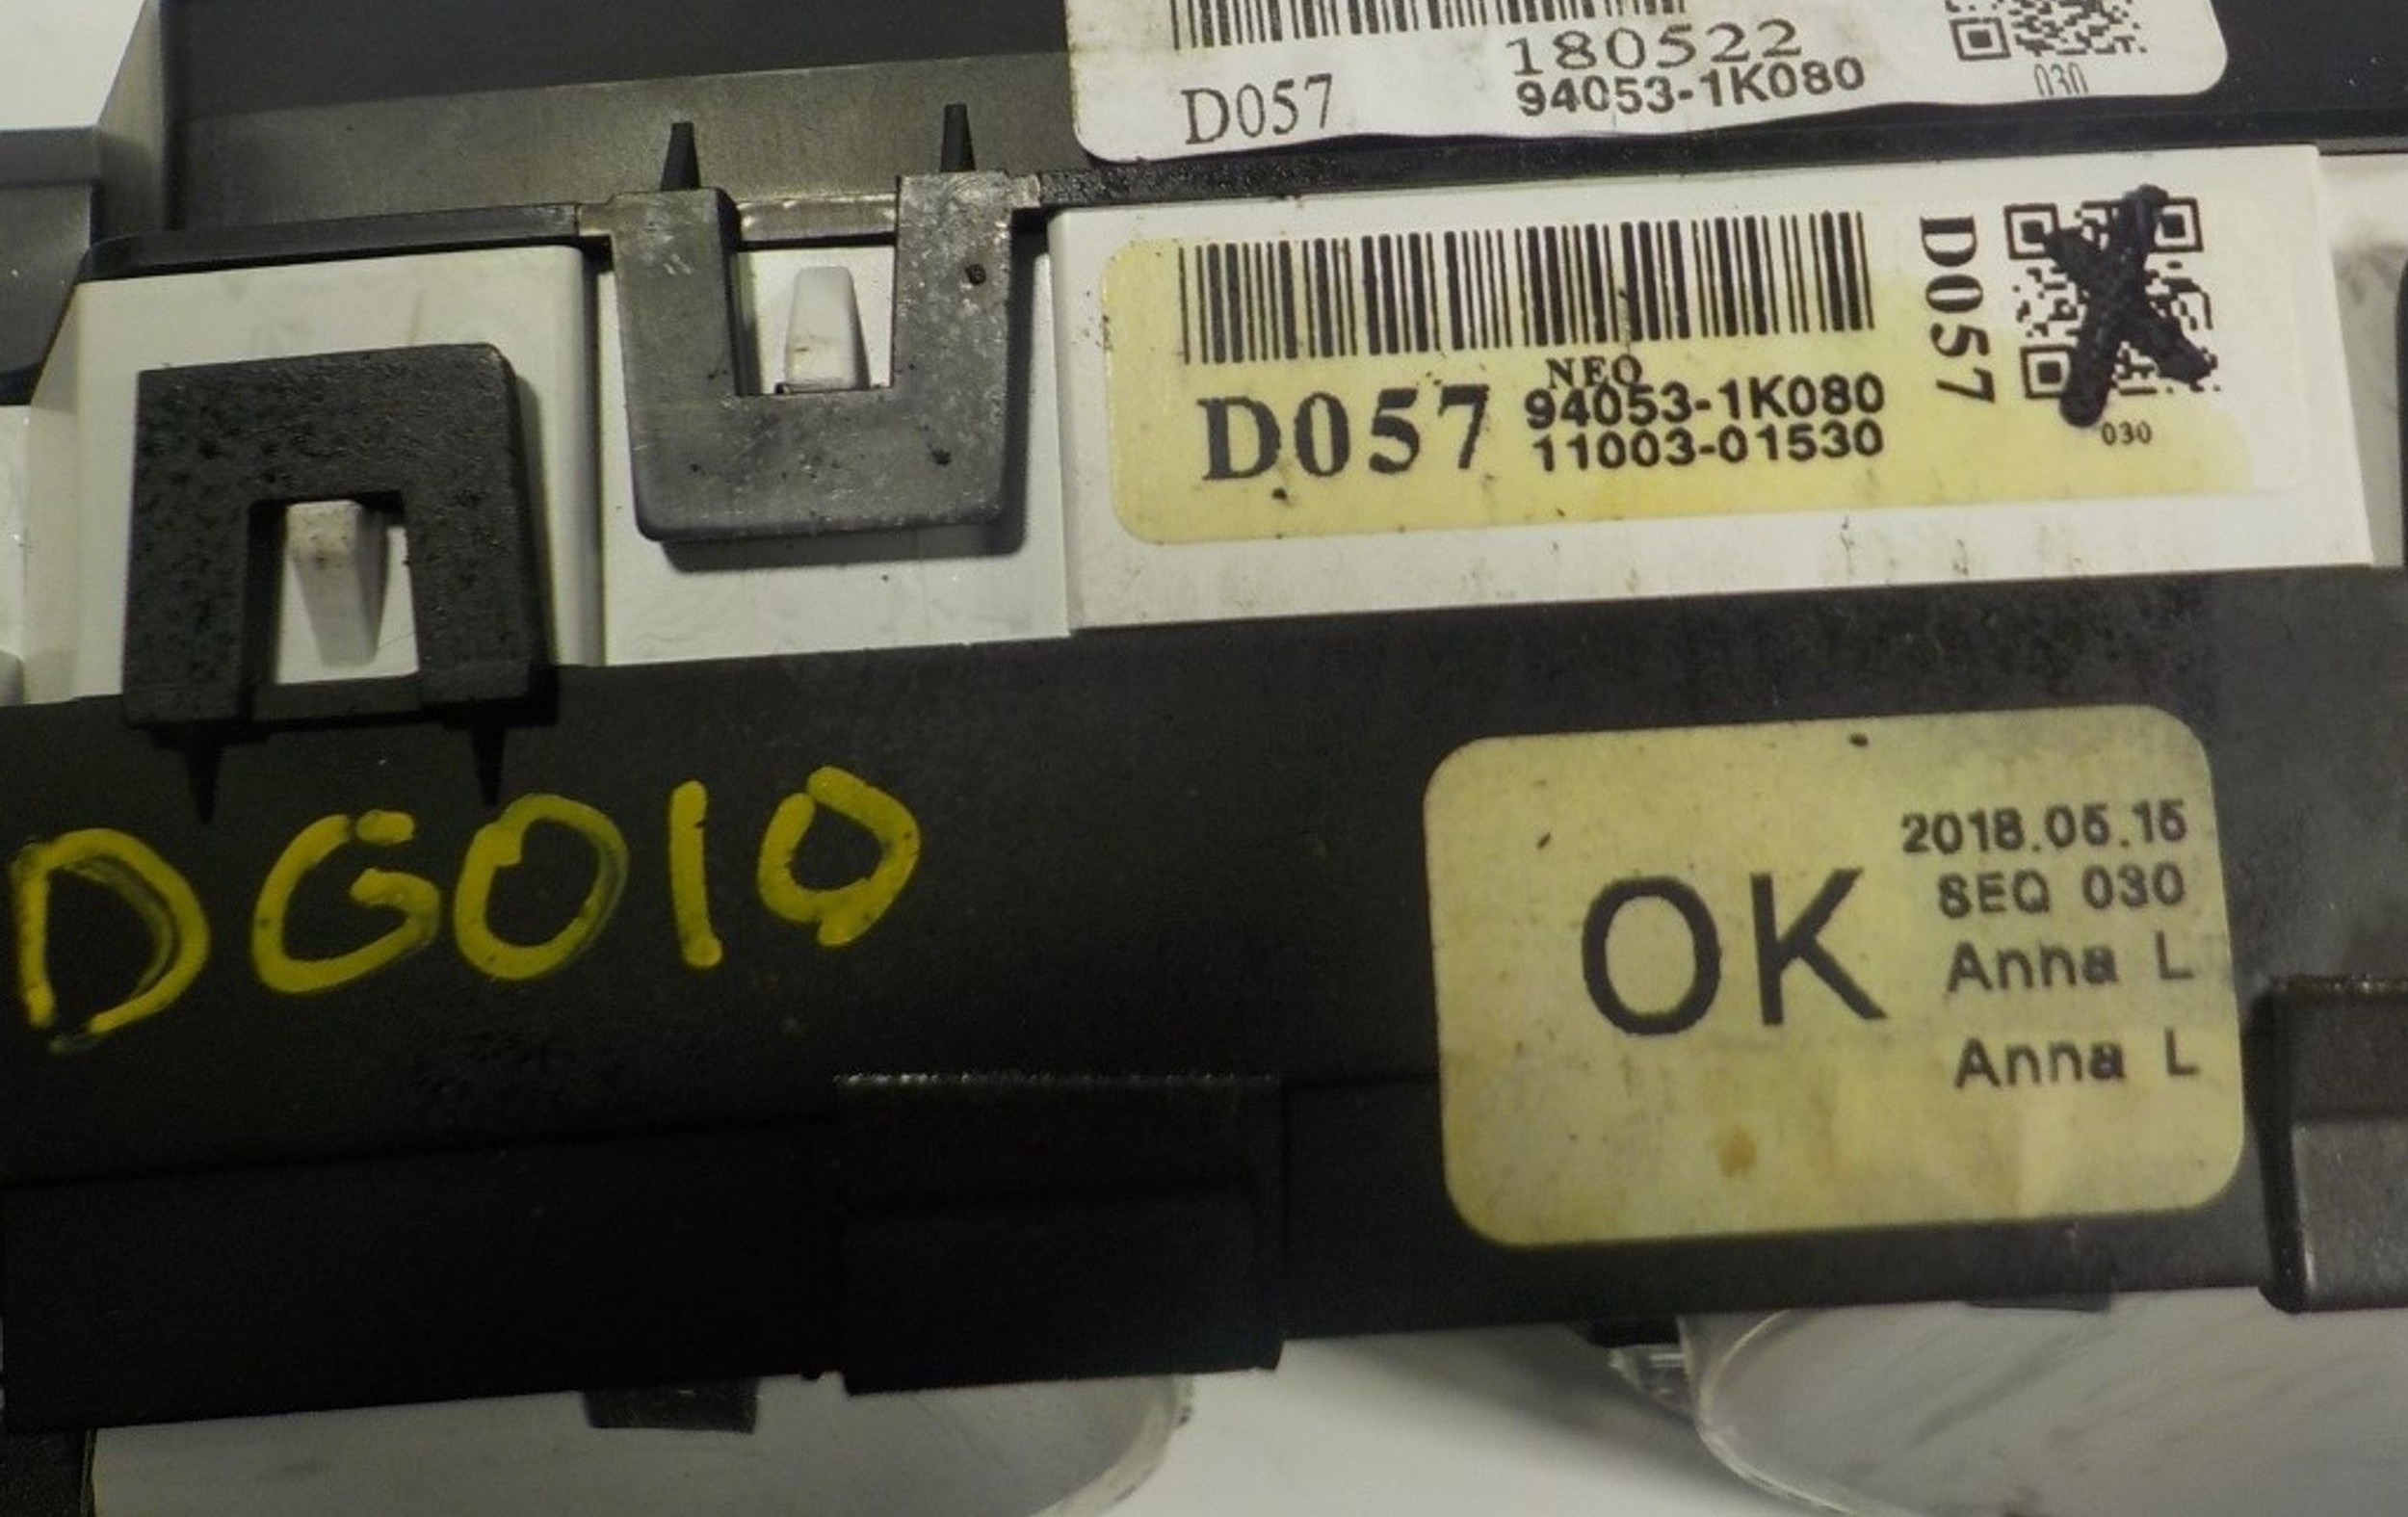 180522
D057 94053-1K080
030
D057
NEO
D057 94053-1K080
11003-01530
030
DG010
OK
2018.05.15
SEQ 030
Anna L
Anna L